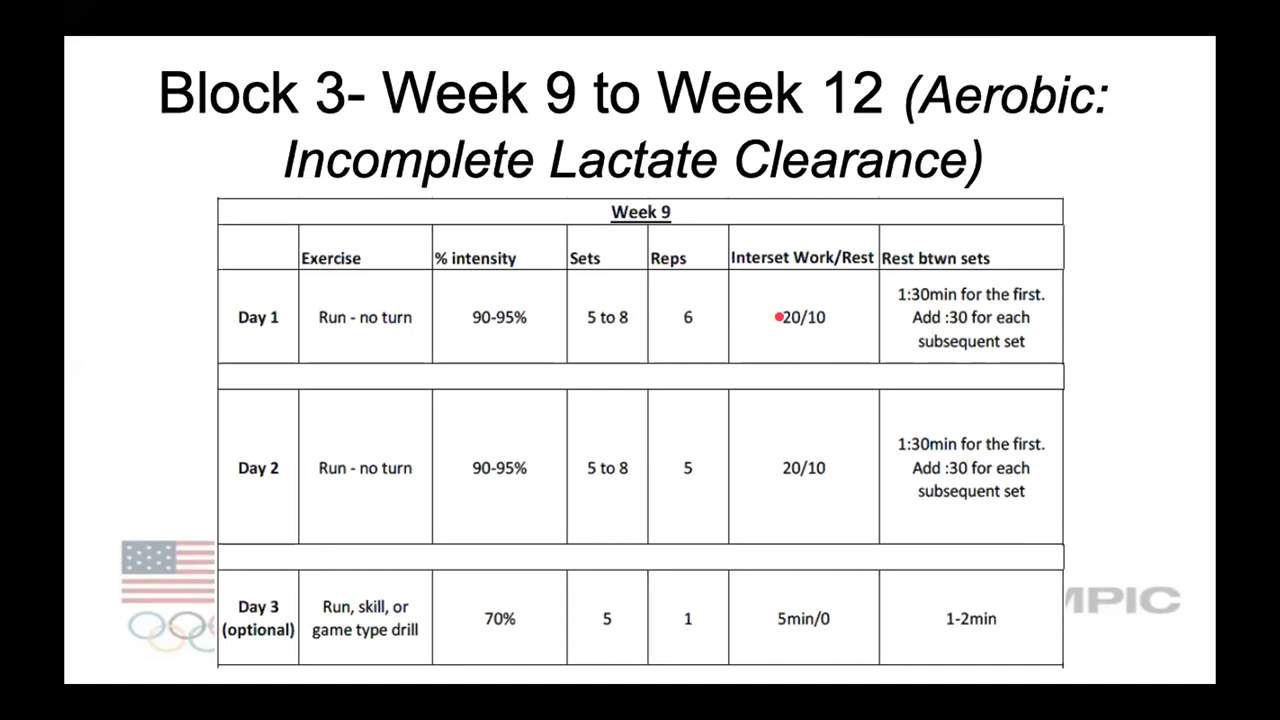 Block 3- Week 9 to Week 12 (Aerobic:
Incomplete Lactate Clearance)
Week 9
Exercise % intensity Sets Reps Interset Work/Rest Rest btwn sets
Day 1 Run - no turn 90-95% 5 to 8 6 20/10 1:30min for the first.
Add :30 for each
subsequent set
Day 2 Run - no turn 90-95% 5 to 8 5 20/10 1:30min for the first.
Add :30 for each
subsequent set
Day 3
(optional) Run, skill, or
game type drill 70% 5 1 5min/0 1-2min